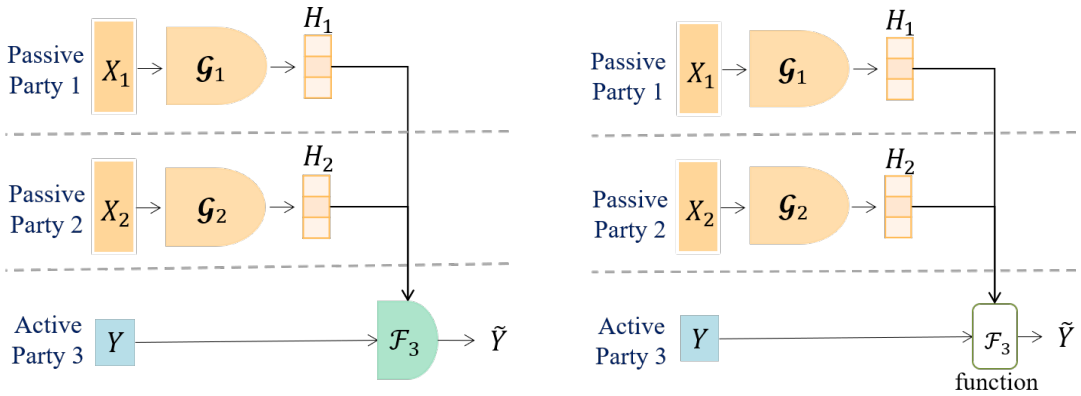 H₁
Passive
Party 1
X₁
𝓖₁
H₂
Passive
Party 2
X₂
𝓖₂
Active
Party 3
Y
ℱ₃
Ỹ
H₁
Passive
Party 1
X₁
𝓖₁
H₂
Passive
Party 2
X₂
𝓖₂
Active
Party 3
Y
ℱ₃
Ỹ
function